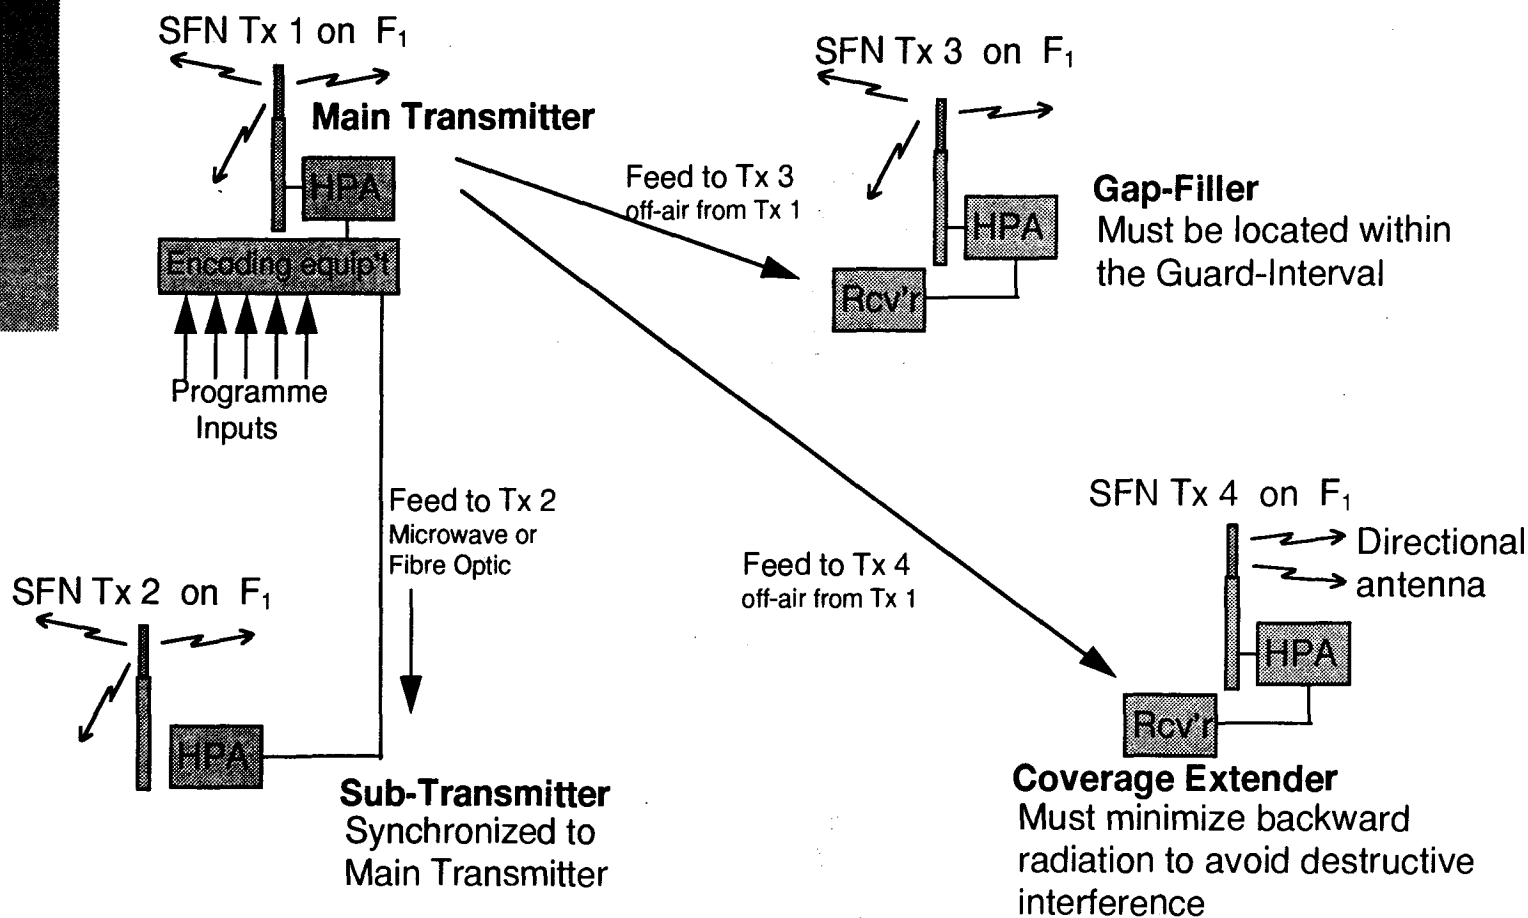 SFN Tx 1 on F1
Main Transmitter
HPA
Encoding equip't
Programme
Inputs
Feed to Tx 3
off-air from Tx 1
SFN Tx 3 on F1
HPA
Rcv'r
Gap-Filler
Must be located within
the Guard-Interval
Feed to Tx 2
Microwave or
Fibre Optic
SFN Tx 2 on F1
HPA
Sub-Transmitter
Synchronized to
Main Transmitter
Feed to Tx 4
off-air from Tx 1
SFN Tx 4 on F1
Directional
antenna
HPA
Rcv'r
Coverage Extender
Must minimize backward
radiation to avoid destructive
interference